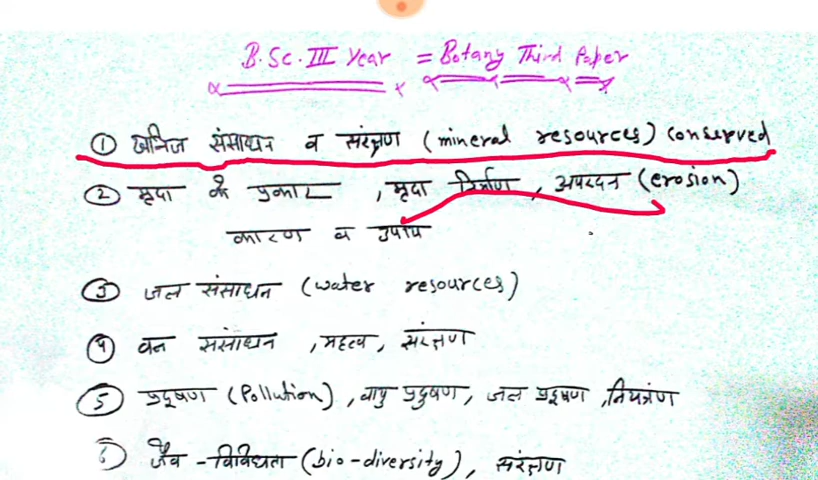 B.Sc. III Year = Botany Third Paper
① खनिज संसाधन व संरक्षण (mineral resources) conserved
② मृदा के प्रकार , मृदा निर्माण , अपरदन (erosion)
कारण व उपाय
③ जल संसाधन (water resources)
④ वन संसाधन , महत्व , संरक्षण
⑤ प्रदूषण (Pollution) , वायु प्रदुषण , जल प्रदूषण , नियंत्रण
⑥ जैव - विविधता (bio-diversity) , संरक्षण